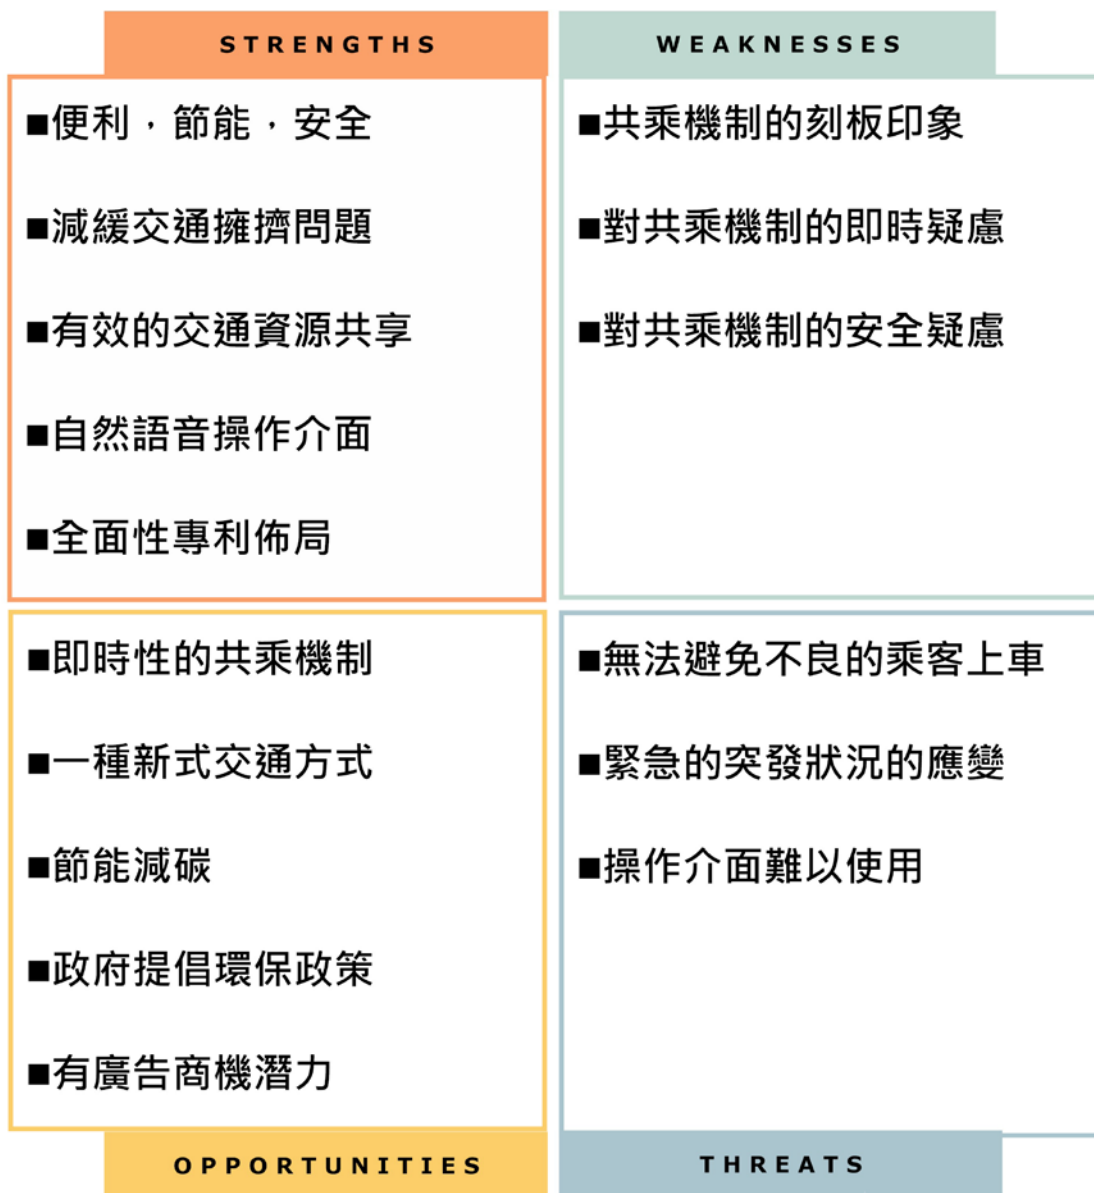 STRENGTHS
■便利，節能，安全
■減緩交通擁擠問題
■有效的交通資源共享
■自然語音操作介面
■全面性專利佈局
WEAKNESSES
■共乘機制的刻板印象
■對共乘機制的即時疑慮
■對共乘機制的安全疑慮
■即時性的共乘機制
■一種新式交通方式
■節能減碳
■政府提倡環保政策
■有廣告商機潛力
OPPORTUNITIES
■無法避免不良的乘客上車
■緊急的突發狀況的應變
■操作介面難以使用
THREATS